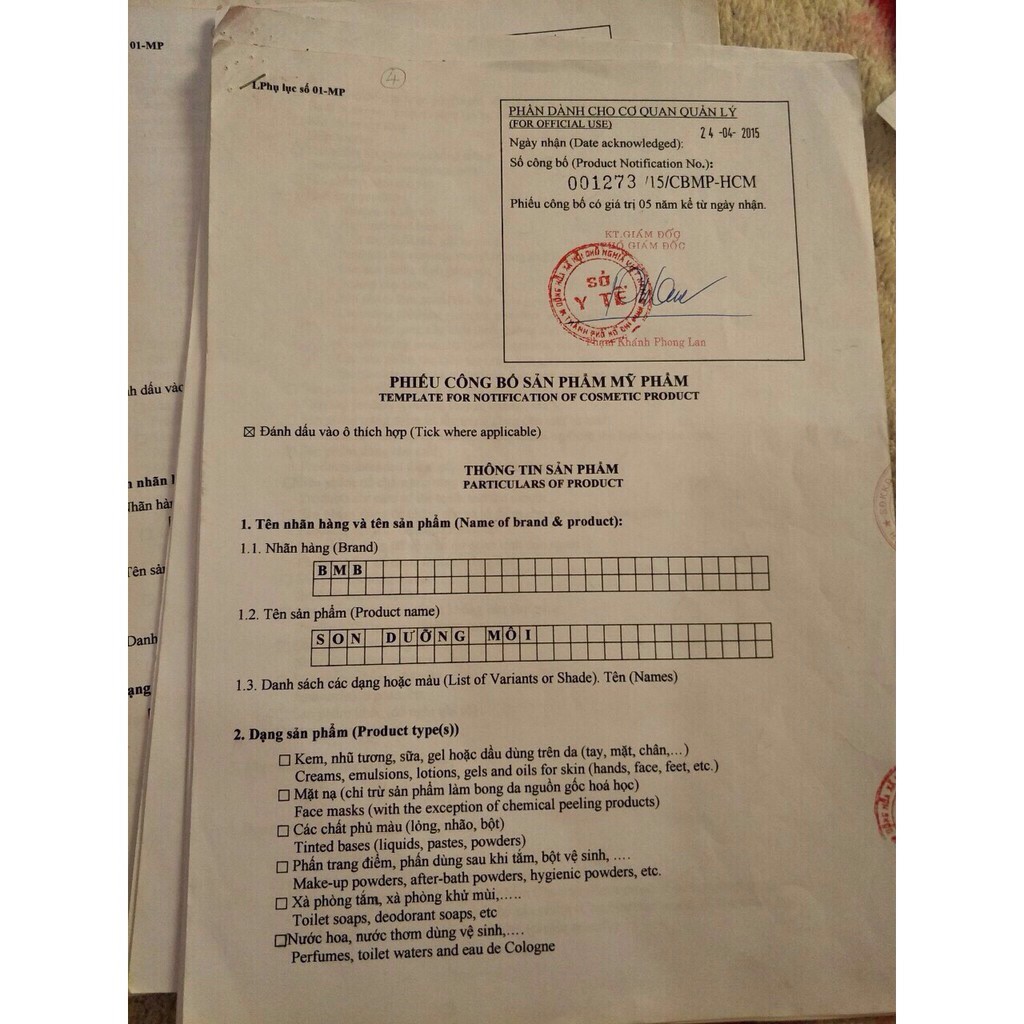 01-MP
Phụ lục số 01-MP
4
PHẦN DÀNH CHO CƠ QUAN QUẢN LÝ
(FOR OFFICIAL USE)
Ngày nhận (Date acknowledged): 24-04-2015
Số công bố (Product Notification No.):
001273 /15/CBMP-HCM
Phiếu công bố có giá trị 05 năm kể từ ngày nhận.
KT.GIÁM ĐỐC
PHÓ GIÁM ĐỐC
SỞ
Y TẾ
Phạm Khánh Phong Lan
PHIẾU CÔNG BỐ SẢN PHẨM MỸ PHẨM
TEMPLATE FOR NOTIFICATION OF COSMETIC PRODUCT
Đánh dấu vào ô thích hợp (Tick where applicable)
THÔNG TIN SẢN PHẨM
PARTICULARS OF PRODUCT
1. Tên nhãn hàng và tên sản phẩm (Name of brand & product):
1.1. Nhãn hàng (Brand)
BMB
1.2. Tên sản phẩm (Product name)
SON DƯỠNG MÔI
1.3. Danh sách các dạng hoặc màu (List of Variants or Shade). Tên (Names)
2. Dạng sản phẩm (Product type(s))
Kem, nhũ tương, sữa, gel hoặc dầu dùng trên da (tay, mặt, chân,...)
Creams, emulsions, lotions, gels and oils for skin (hands, face, feet, etc.)
Mặt nạ (chỉ trừ sản phẩm làm bong da nguồn gốc hoá học)
Face masks (with the exception of chemical peeling products)
Các chất phủ màu (lỏng, nhão, bột)
Tinted bases (liquids, pastes, powders)
Phấn trang điểm, phấn dùng sau khi tắm, bột vệ sinh, ....
Make-up powders, after-bath powders, hygienic powders, etc.
Xà phòng tắm, xà phòng khử mùi,.....
Toilet soaps, deodorant soaps, etc
Nước hoa, nước thơm dùng vệ sinh,....
Perfumes, toilet waters and eau de Cologne